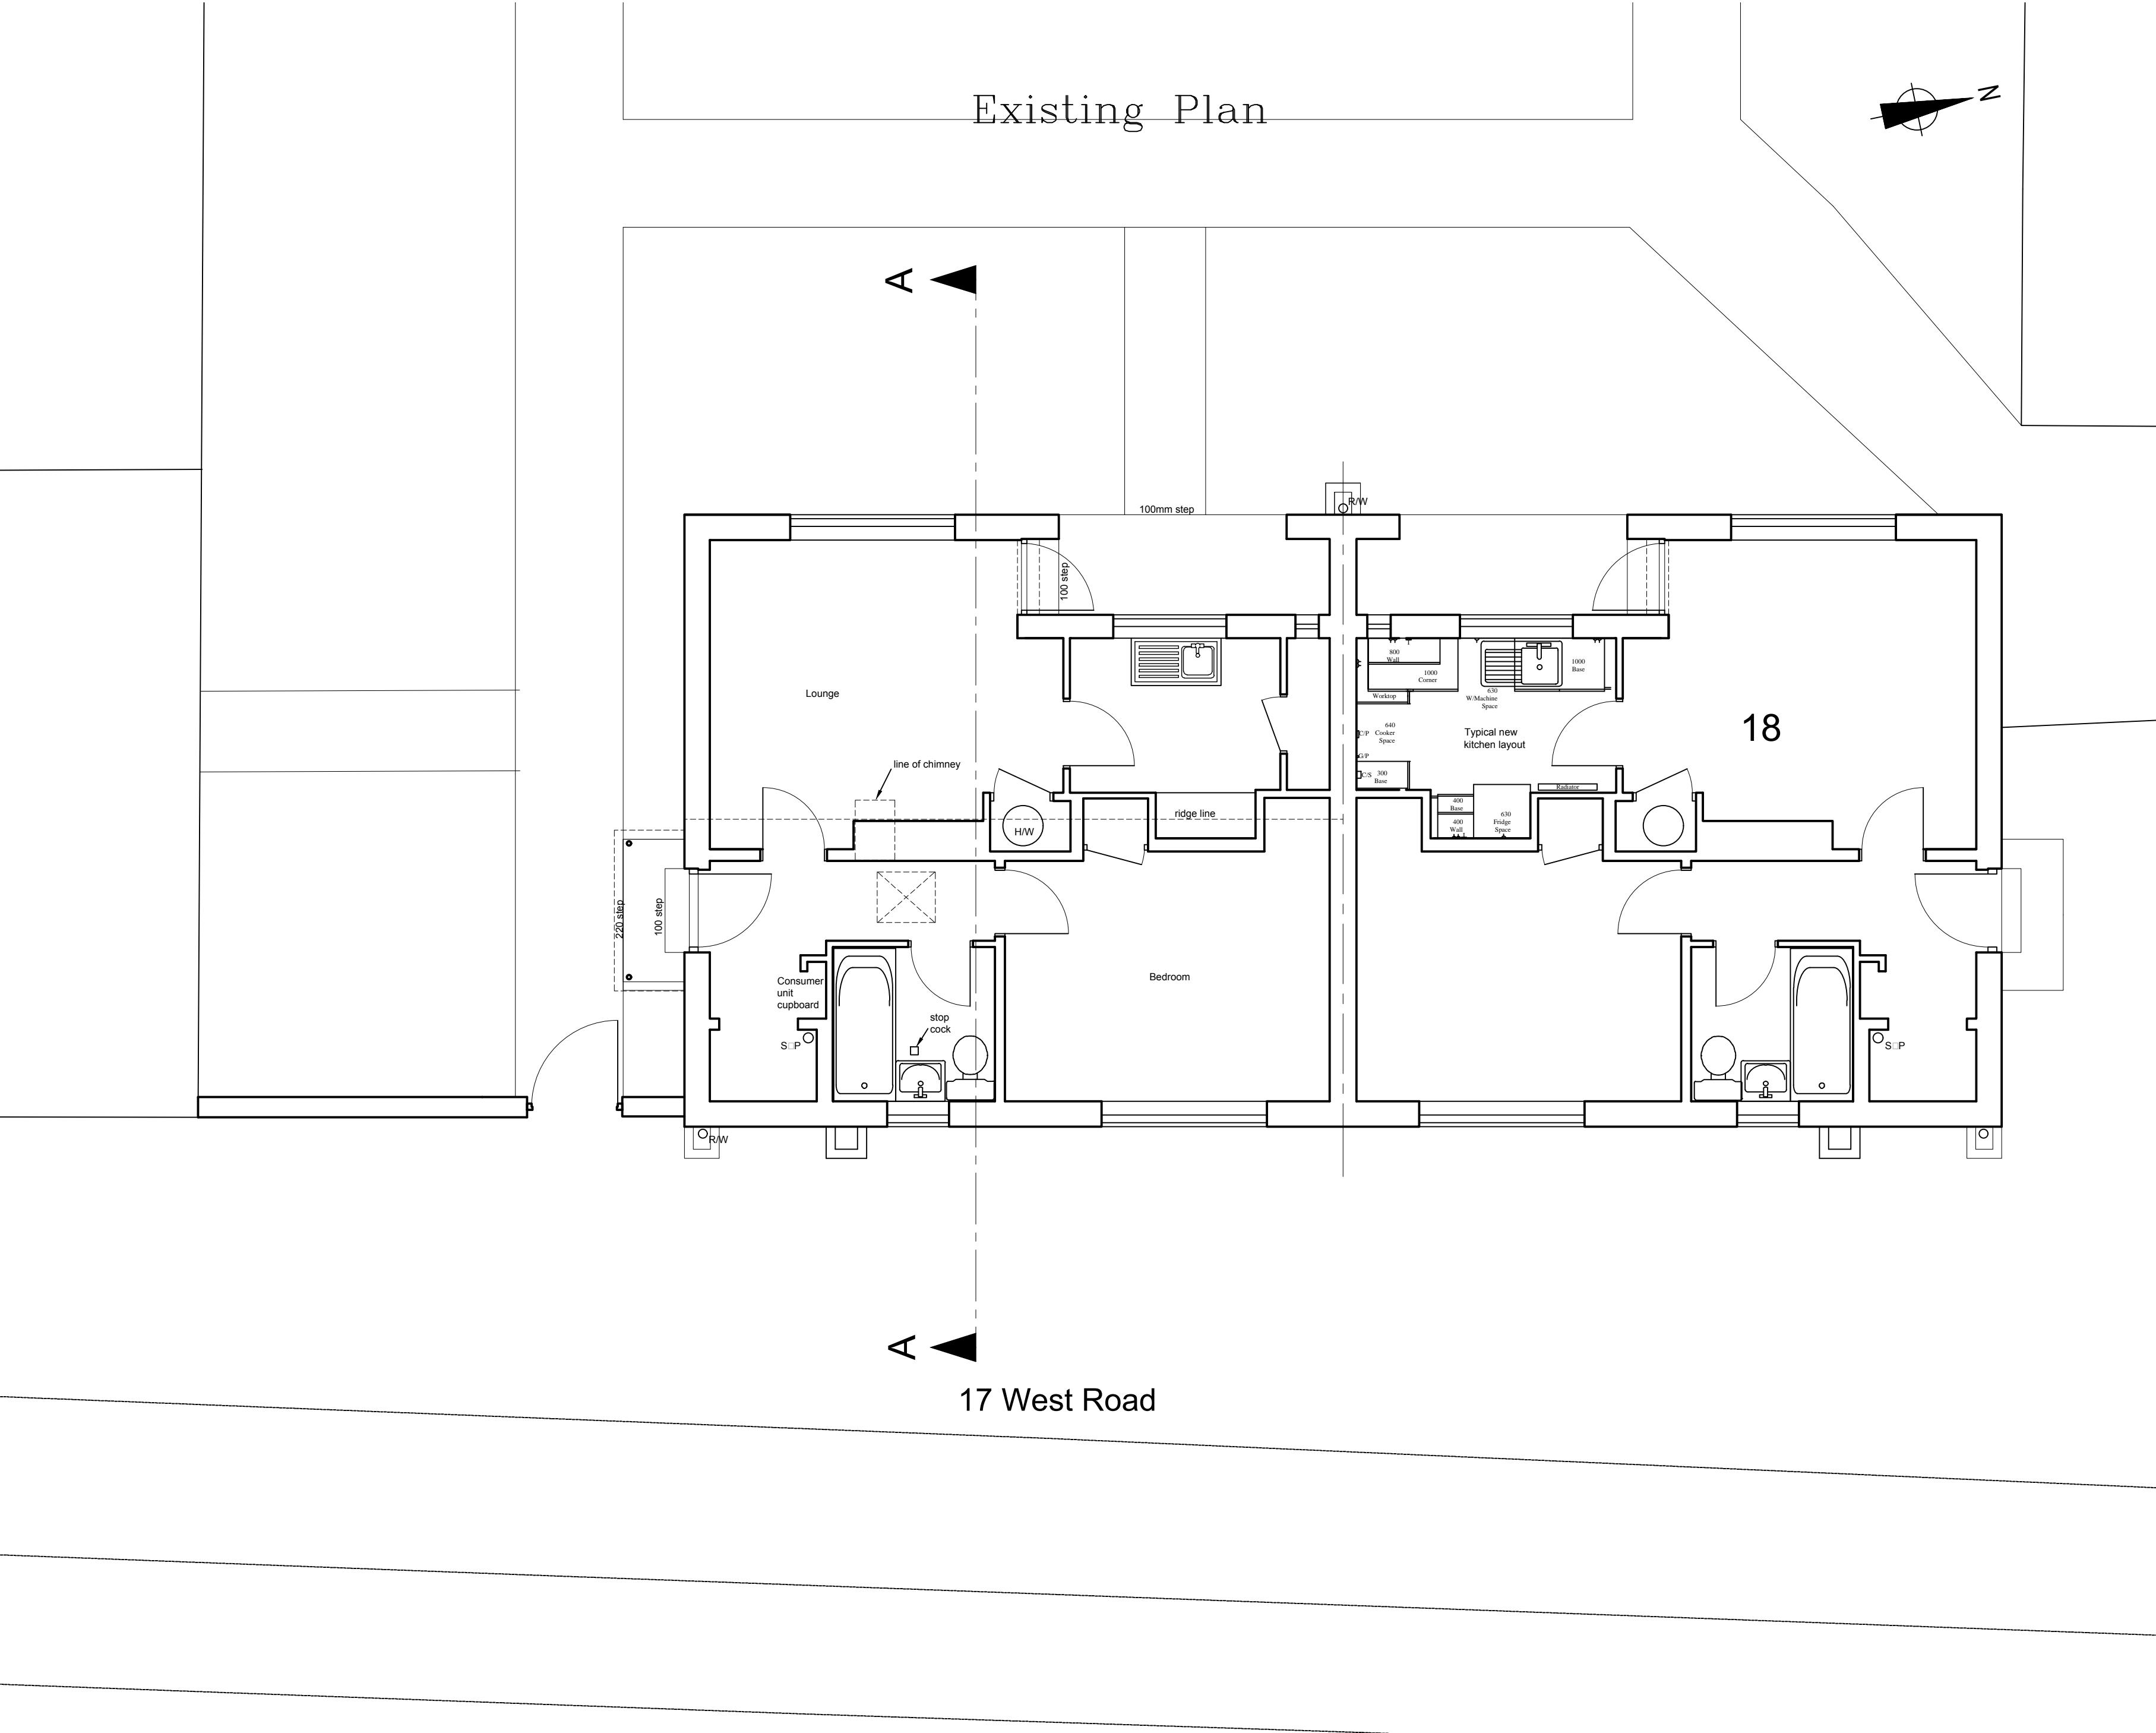 Existing Plan
N
A
R/W
100mm step
100 step
Lounge
800
Wall
1000
Corner
1000
Base
Worktop
630
W/Machine
Space
C/P
640
Cooker
Space
G/P
C/S
300
Base
Typical new
kitchen layout
18
line of chimney
Radiator
400
Base
400
Wall
630
Fridge
Space
ridge line
H/W
220 step
100 step
Consumer
unit
cupboard
Bedroom
stop
cock
S□P
S□P
R/W
A
17 West Road